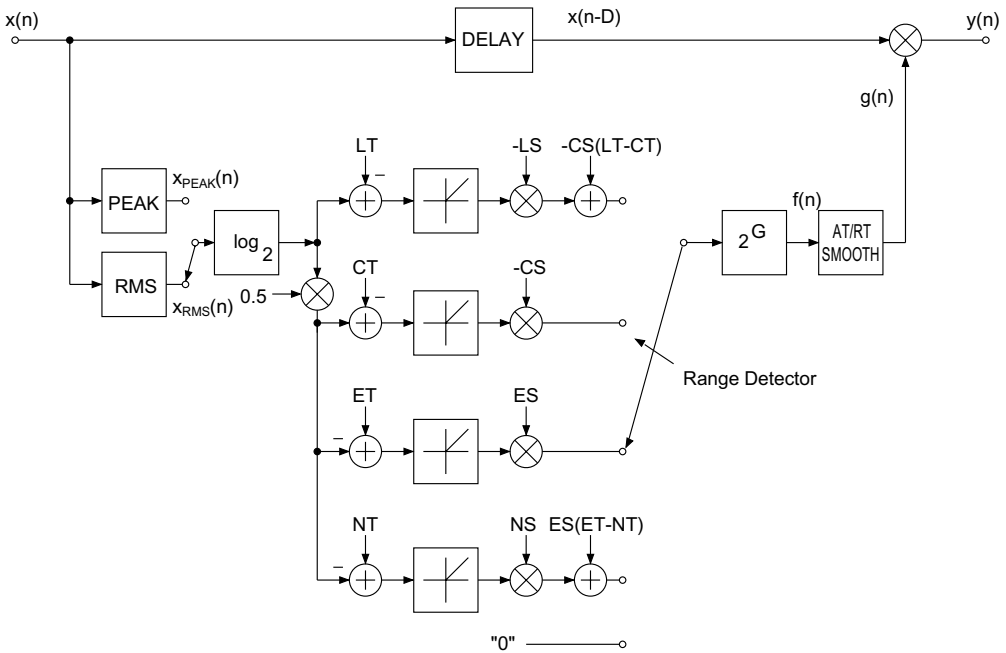 x(n)
x(n-D)
y(n)
DELAY
g(n)
LT
-LS
-CS(LT-CT)
PEAK
x_PEAK(n)
log 2
2^G
f(n)
AT/RT
SMOOTH
RMS
x_RMS(n)
0.5
CT
-CS
Range Detector
ET
ES
NT
NS
ES(ET-NT)
"0"